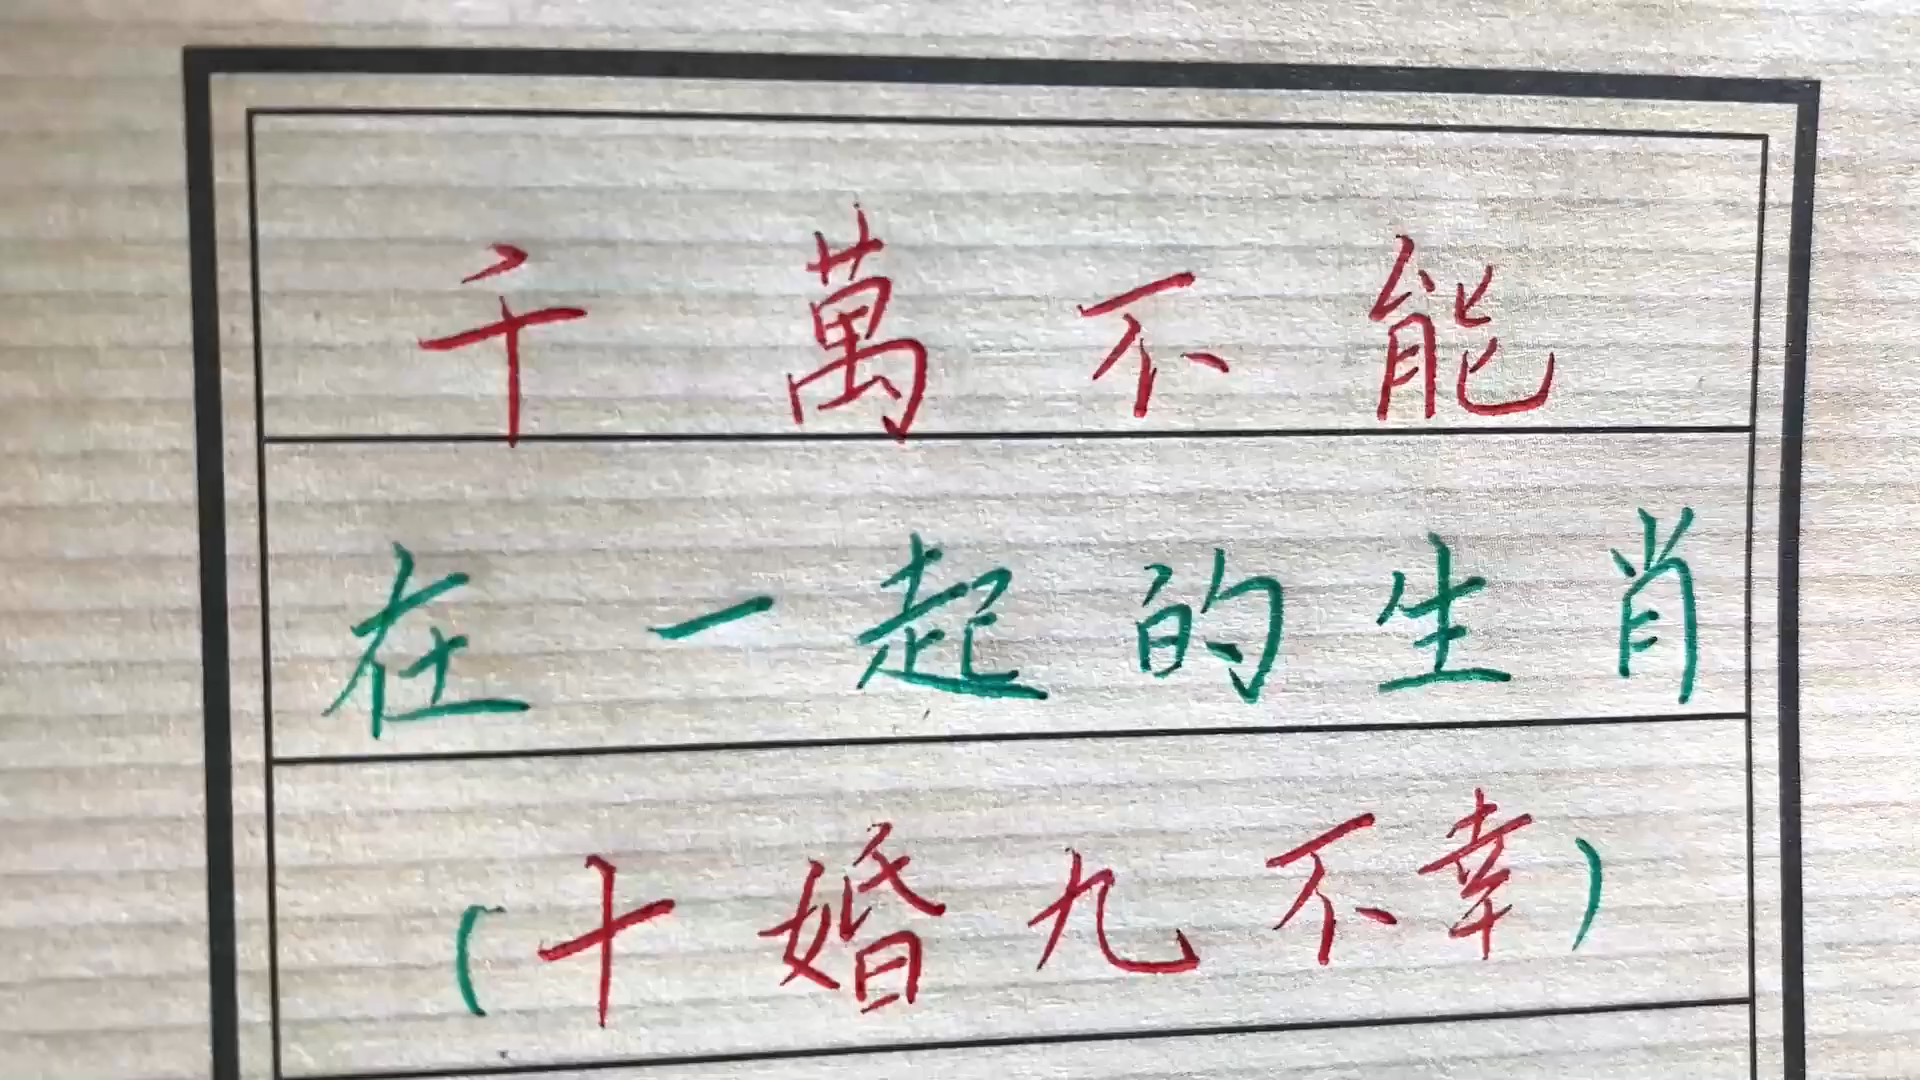 千萬不能
在一起的生肖
(十婚九不幸)